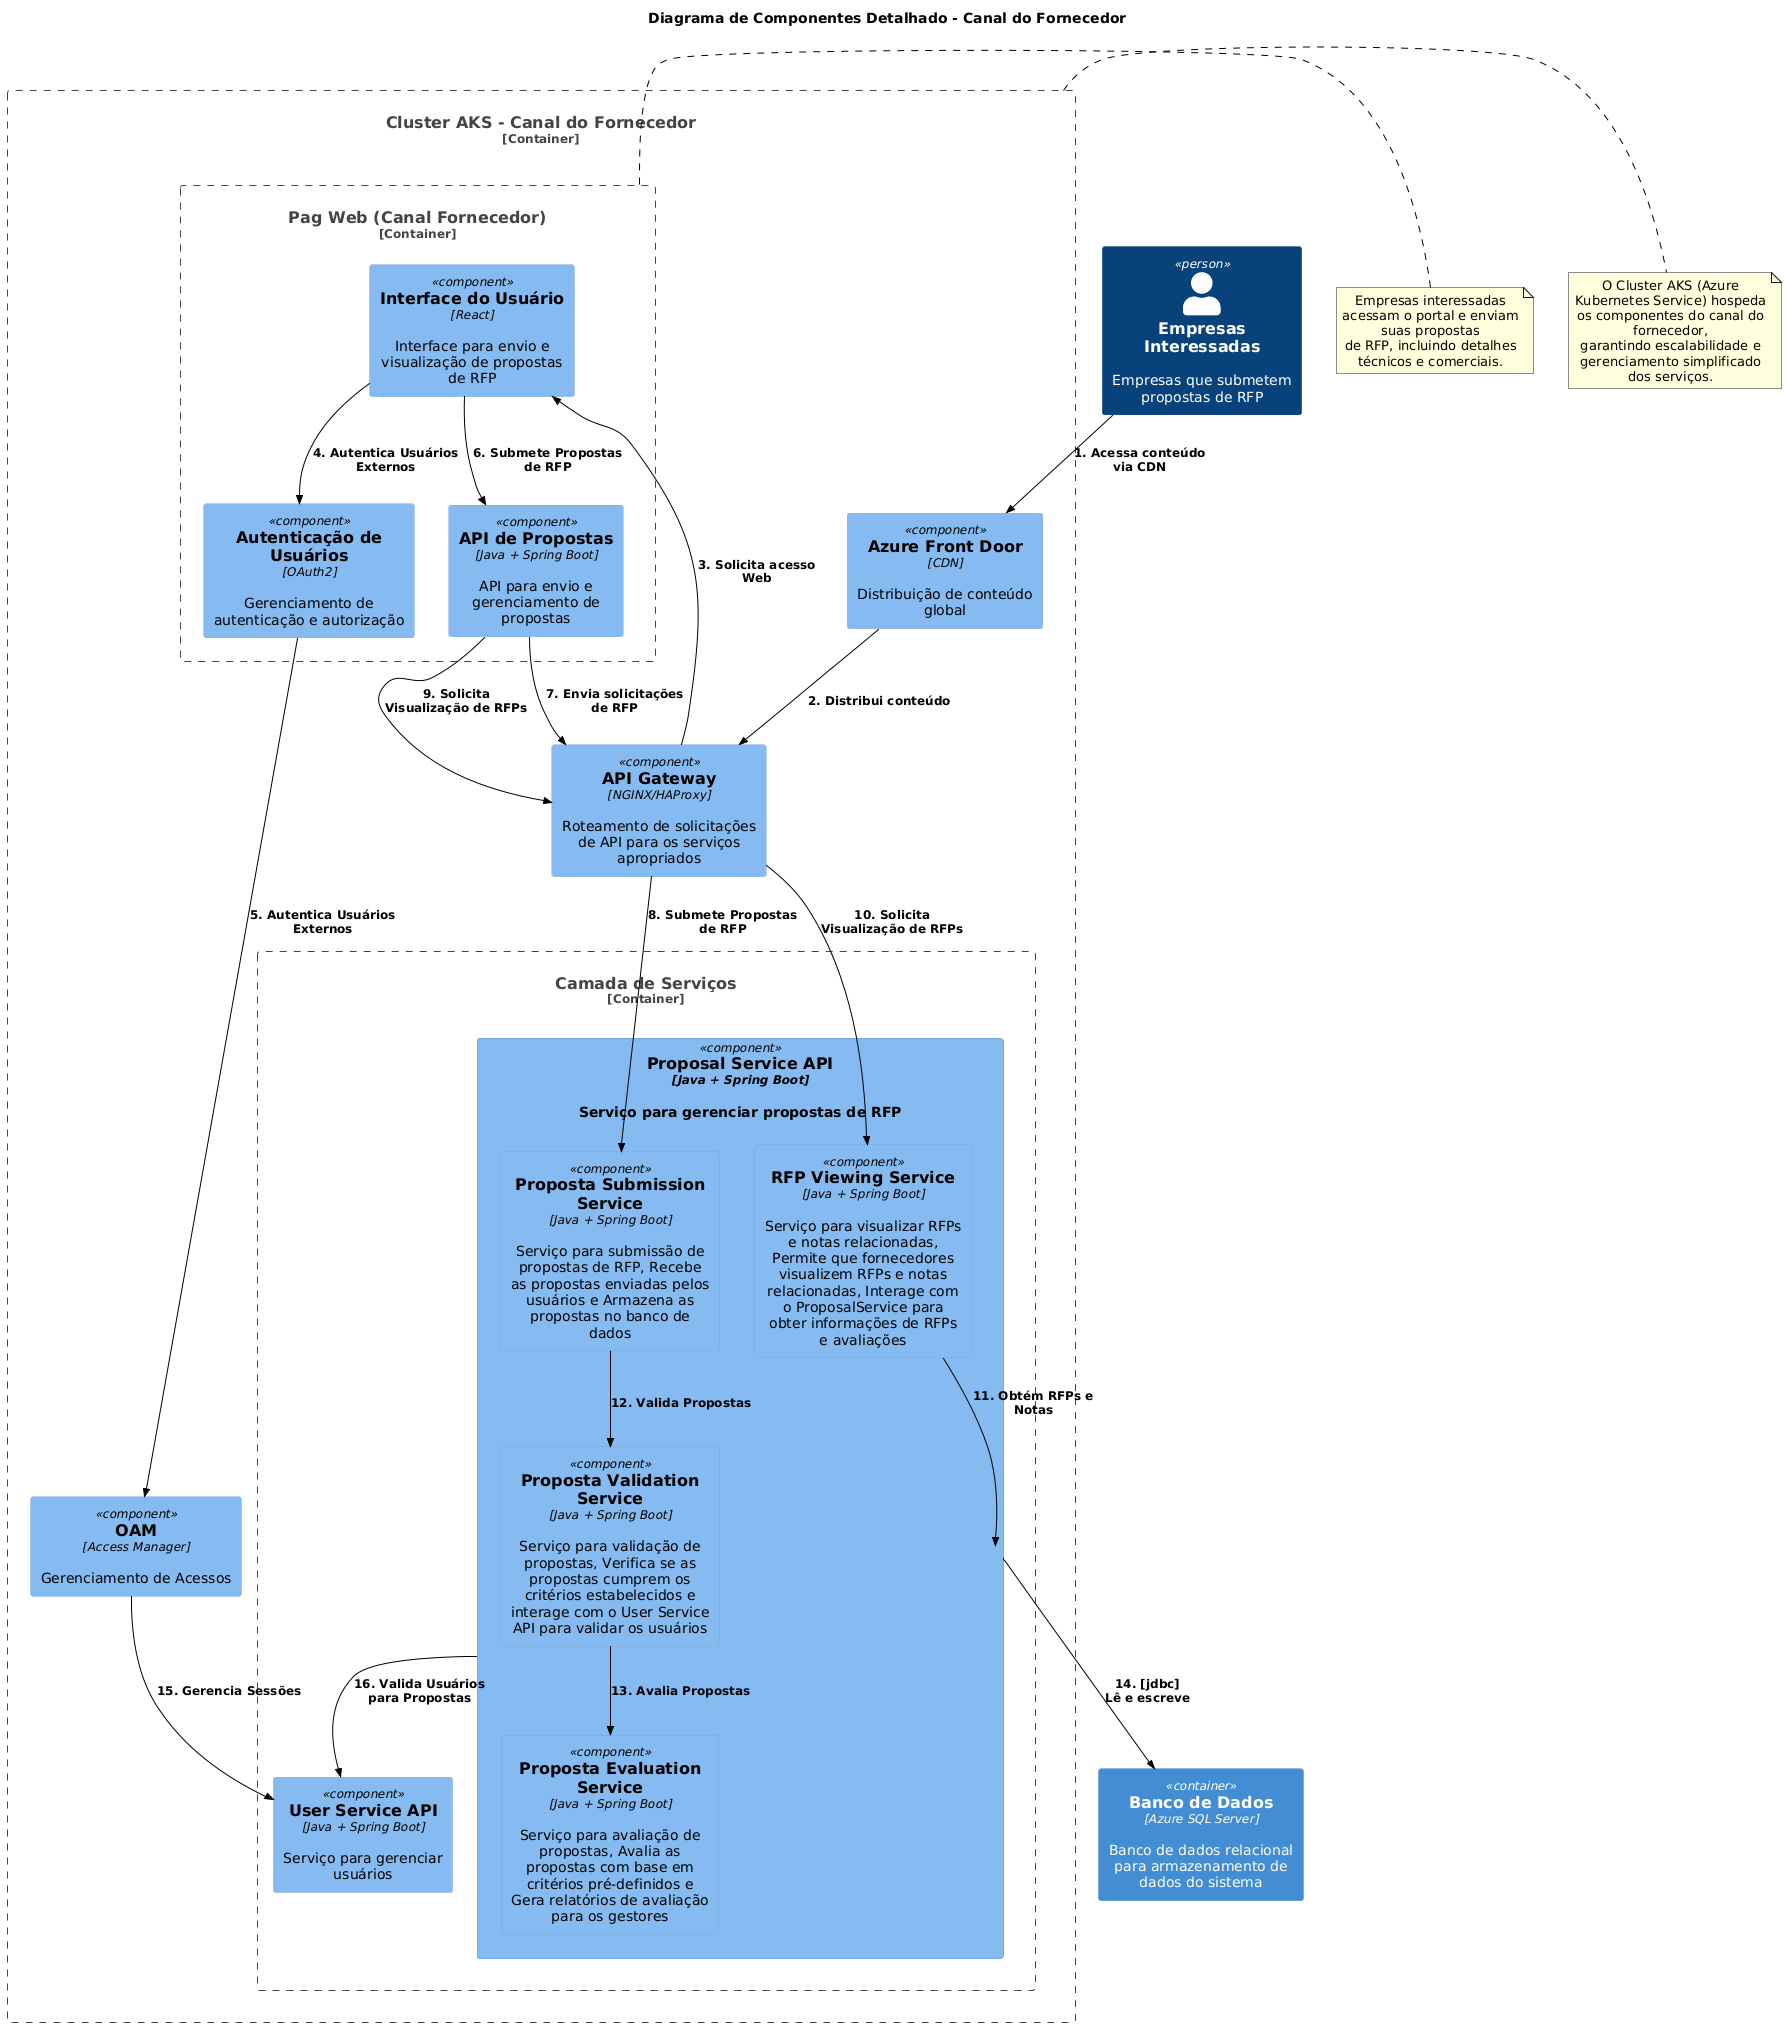 Diagrama de Componentes Detalhado - Canal do Fornecedor
Cluster AKS - Canal do Fornecedor
[Container]
Pag Web (Canal Fornecedor)
[Container]
«component»
Interface do Usuário
[React]
Interface para envio e
visualização de propostas
de RFP
«person»
Empresas
Interessadas
Empresas que submetem
propostas de RFP
Empresas interessadas
acessam o portal e enviam
suas propostas
de RFP, incluindo detalhes
técnicos e comerciais.
O Cluster AKS (Azure
Kubernetes Service) hospeda
os componentes do canal do
fornecedor,
garantindo escalabilidade e
gerenciamento simplificado
dos serviços.
4. Autentica Usuários
Externos
6. Submete Propostas
de RFP
1. Acessa conteúdo
via CDN
«component»
Autenticação de
Usuários
[OAuth2]
Gerenciamento de
autenticação e autorização
«component»
API de Propostas
[Java + Spring Boot]
API para envio e
gerenciamento de
propostas
3. Solicita acesso
Web
«component»
Azure Front Door
[CDN]
Distribuição de conteúdo
global
9. Solicita
Visualização de RFPs
7. Envia solicitações
de RFP
2. Distribui conteúdo
«component»
API Gateway
[NGINX/HAProxy]
Roteamento de solicitações
de API para os serviços
apropriados
5. Autentica Usuários
Externos
8. Submete Propostas
de RFP
10. Solicita
Visualização de RFPs
Camada de Serviços
[Container]
«component»
Proposal Service API
[Java + Spring Boot]
Serviço para gerenciar propostas de RFP
«component»
Proposta Submission
Service
[Java + Spring Boot]
Serviço para submissão de
propostas de RFP, Recebe
as propostas enviadas pelos
usuários e Armazena as
propostas no banco de
dados
«component»
RFP Viewing Service
[Java + Spring Boot]
Serviço para visualizar RFPs
e notas relacionadas,
Permite que fornecedores
visualizem RFPs e notas
relacionadas, Interage com
o ProposalService para
obter informações de RFPs
e avaliações
12. Valida Propostas
11. Obtém RFPs e
Notas
«component»
OAM
[Access Manager]
Gerenciamento de Acessos
«component»
Proposta Validation
Service
[Java + Spring Boot]
Serviço para validação de
propostas, Verifica se as
propostas cumprem os
critérios estabelecidos e
interage com o User Service
API para validar os usuários
15. Gerencia Sessões
16. Valida Usuários
para Propostas
13. Avalia Propostas
14. [jdbc]
Lê e escreve
«component»
User Service API
[Java + Spring Boot]
Serviço para gerenciar
usuários
«component»
Proposta Evaluation
Service
[Java + Spring Boot]
Serviço para avaliação de
propostas, Avalia as
propostas com base em
critérios pré-definidos e
Gera relatórios de avaliação
para os gestores
«container»
Banco de Dados
[Azure SQL Server]
Banco de dados relacional
para armazenamento de
dados do sistema